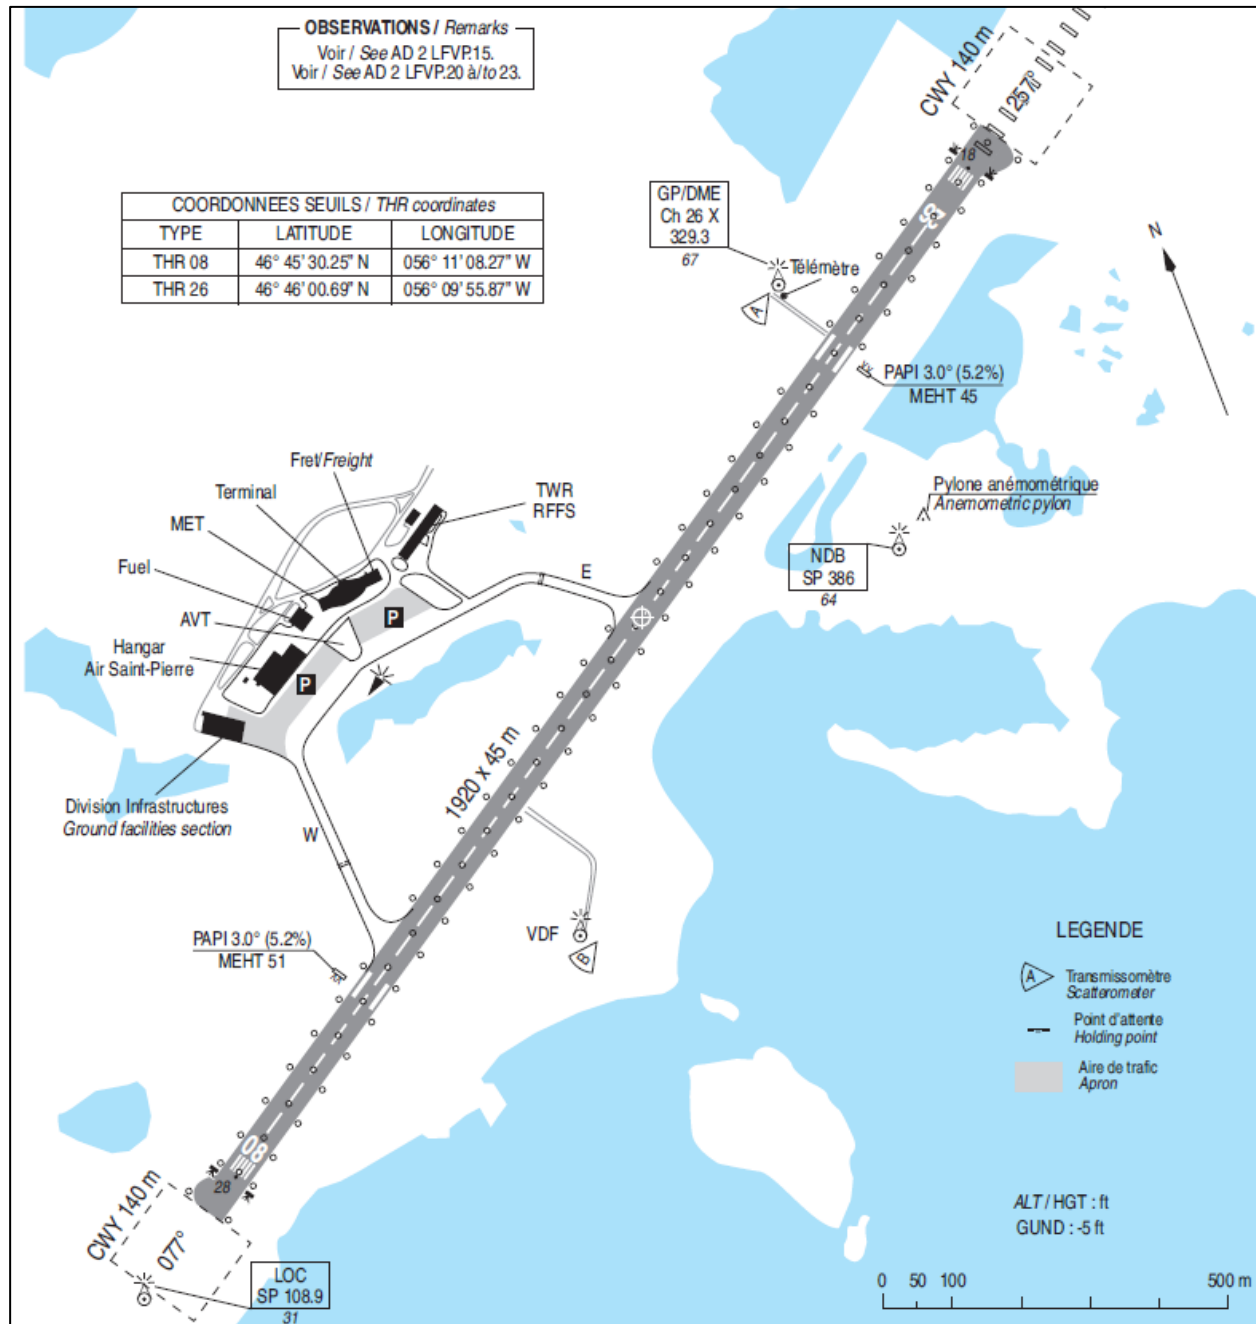 OBSERVATIONS / Remarks
Voir / See AD 2 LFVP.15.
Voir / See AD 2 LFVP.20 à/to 23.
CWY 140 m
257°
18
26
COORDONNEES SEUILS / THR coordinates
TYPE LATITUDE LONGITUDE
THR 08 46° 45' 30.25" N 056° 11' 08.27" W
THR 26 46° 46' 00.69" N 056° 09' 55.87" W
GP/DME
Ch 26 X
329.3
67
Télémètre
A
N
PAPI 3.0° (5.2%)
MEHT 45
Fret/Freight
Terminal
MET
Fuel
AVT
Hangar
Air Saint-Pierre
TWR
RFFS
P
P
E
Pylone anémométrique
Anemometric pylon
NDB
SP 386
64
1920 x 45 m
Division Infrastructures
Ground facilities section
W
VDF
B
PAPI 3.0° (5.2%)
MEHT 51
LEGENDE
A
Transmissomètre
Scatterometer
Point d'attente
Holding point
Aire de trafic
Apron
08
28
CWY 140 m
077°
LOC
SP 108.9
31
ALT / HGT : ft
GUND : -5 ft
0 50 100 500 m